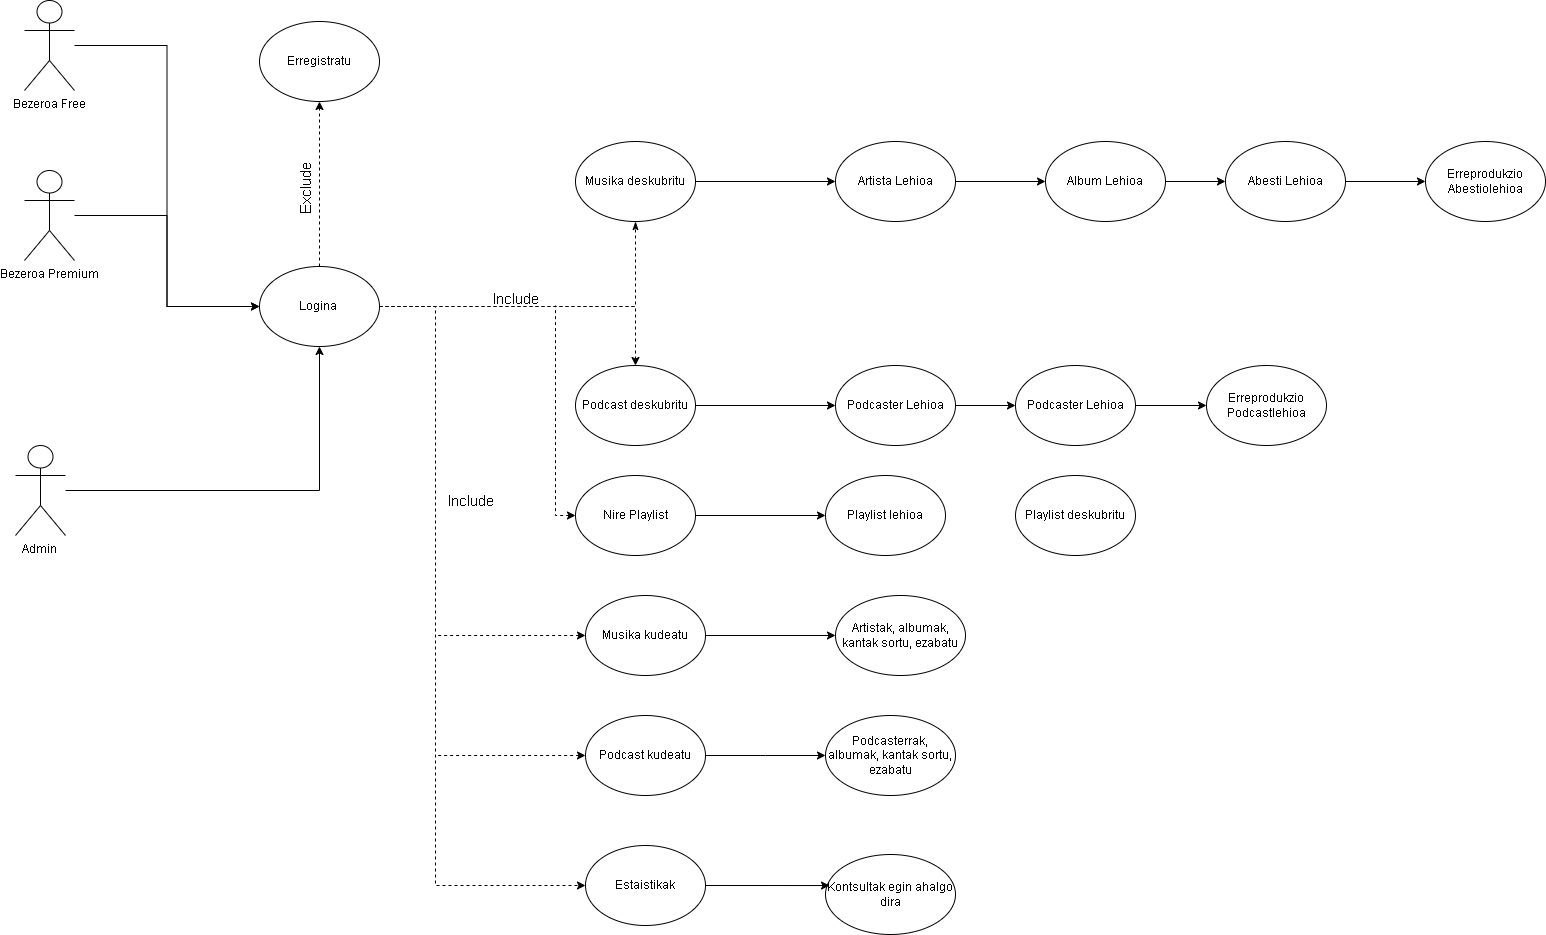 Bezeroa Free
Bezeroa Premium
Admin
Erregistratu
Exclude
Logina
Include
Include
Musika deskubritu
Artista Lehioa
Album Lehioa
Abesti Lehioa
Erreprodukzio
Abestiolehioa
Podcast deskubritu
Podcaster Lehioa
Podcaster Lehioa
Erreprodukzio
Podcastlehioa
Nire Playlist
Playlist lehioa
Playlist deskubritu
Musika kudeatu
Artistak, albumak,
kantak sortu, ezabatu
Podcast kudeatu
Podcasterrak,
albumak, kantak sortu,
ezabatu
Estaistikak
Kontsultak egin ahalgo
dira